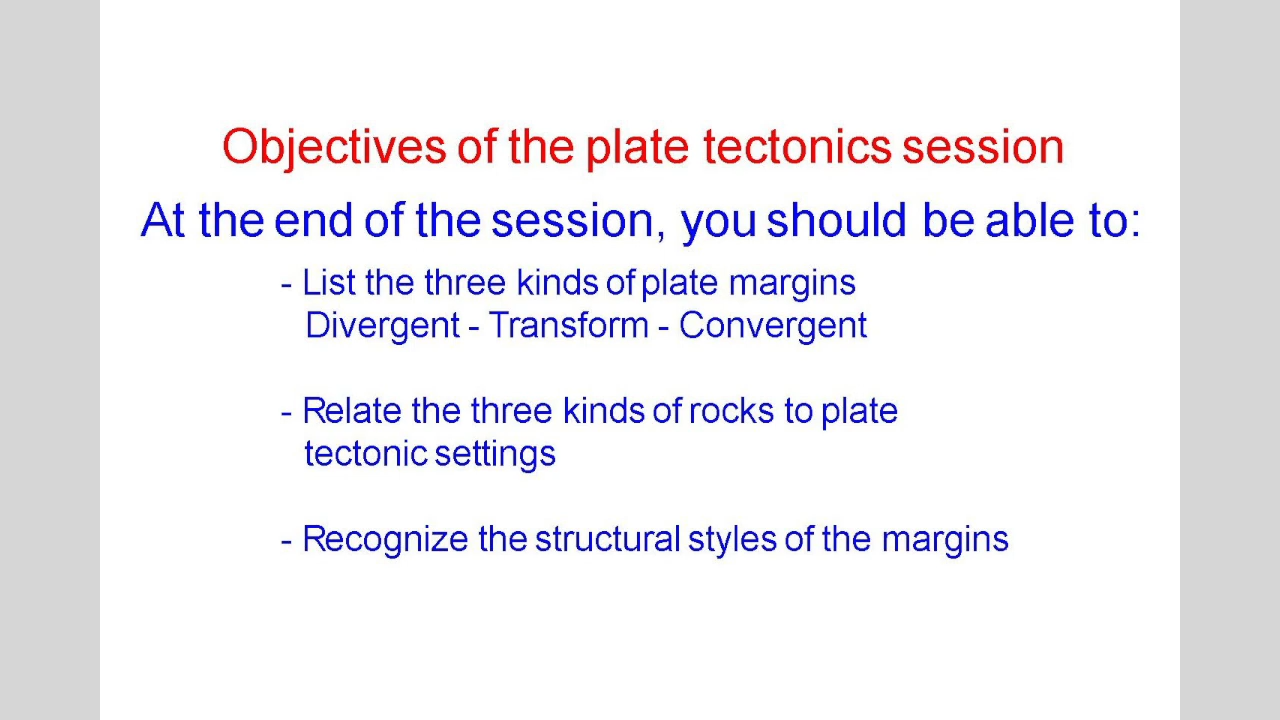 Objectives of the plate tectonics session
At the end of the session, you should be able to:
- List the three kinds of plate margins
Divergent - Transform - Convergent
- Relate the three kinds of rocks to plate
tectonic settings
- Recognize the structural styles of the margins